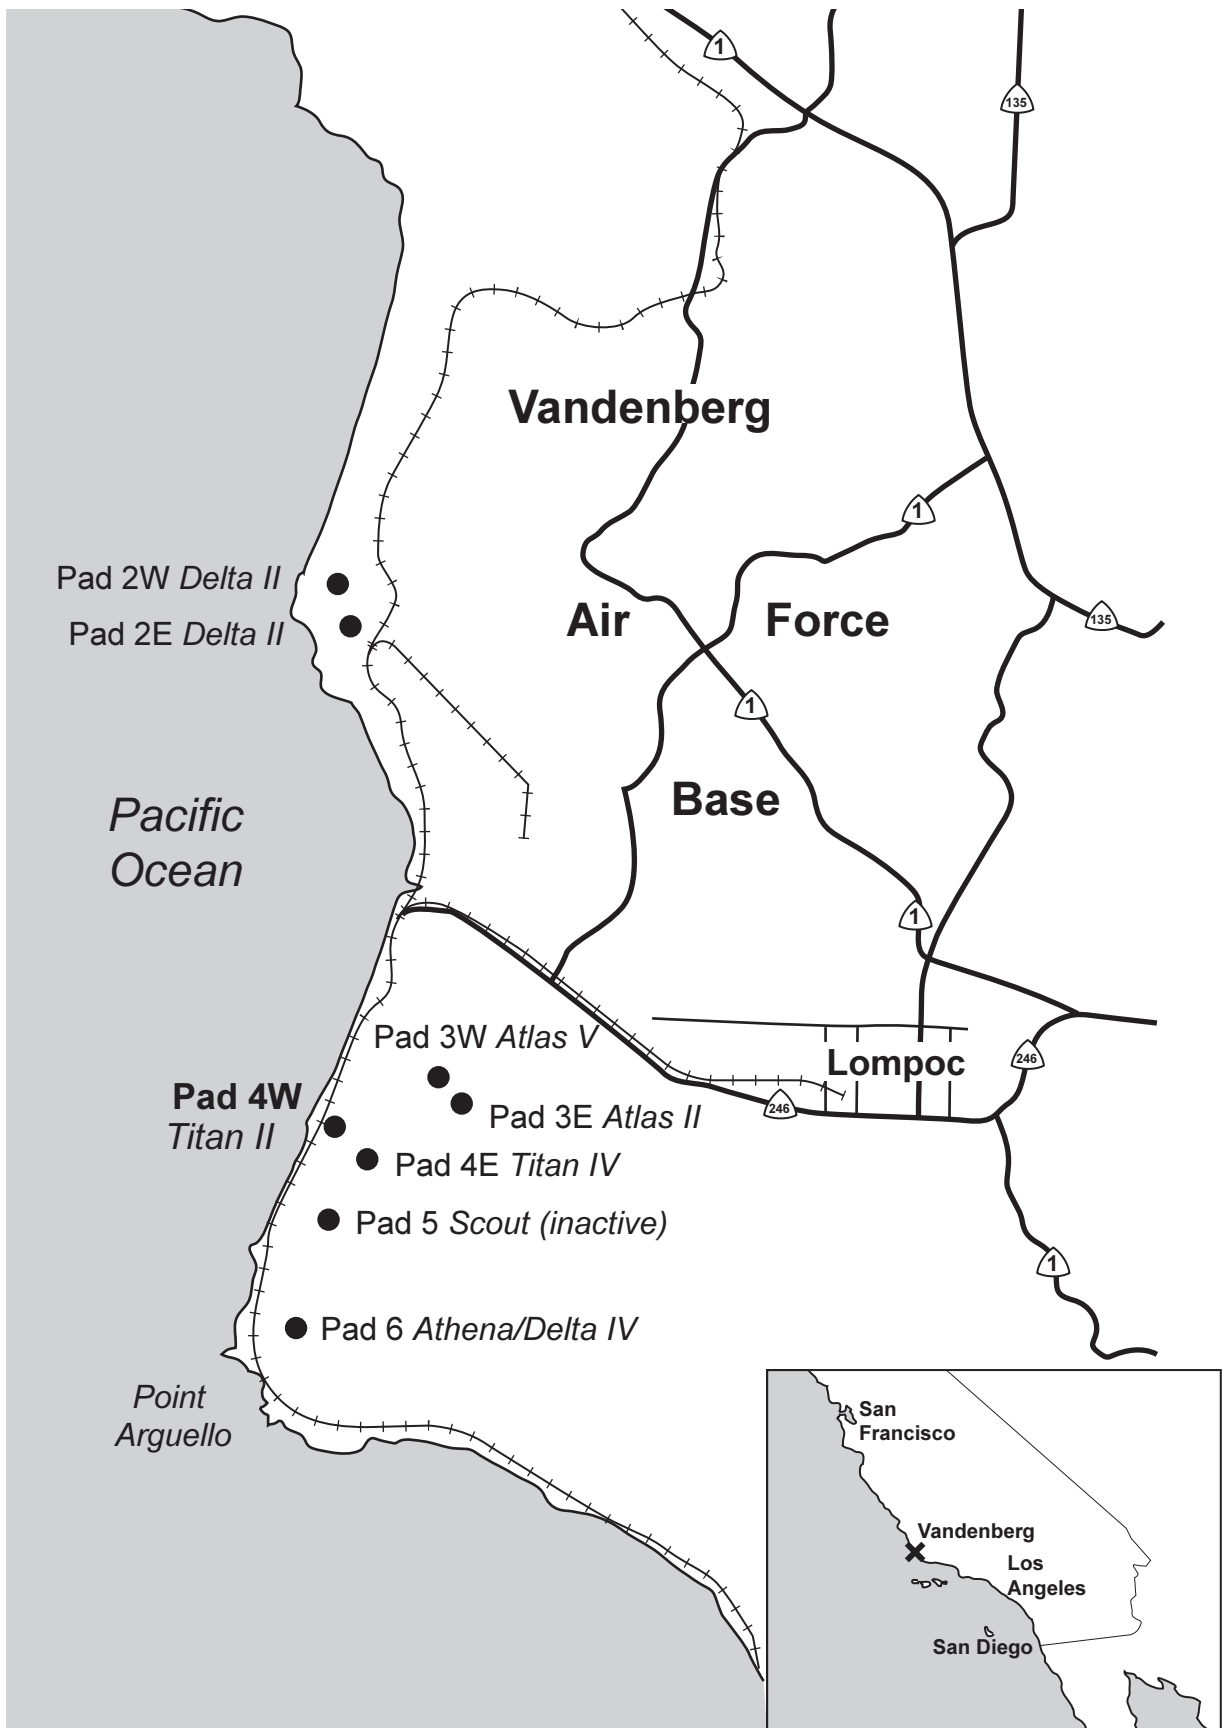 1
135
Vandenberg
1
Pad 2W Delta II
Air
Force
135
Pad 2E Delta II
1
Base
Pacific
Ocean
1
Pad 3W Atlas V
Lompoc
246
Pad 4W
Titan II
246
Pad 3E Atlas II
Pad 4E Titan IV
Pad 5 Scout (inactive)
1
Pad 6 Athena/Delta IV
Point
Arguello
San
Francisco
Vandenberg
Los
Angeles
San Diego